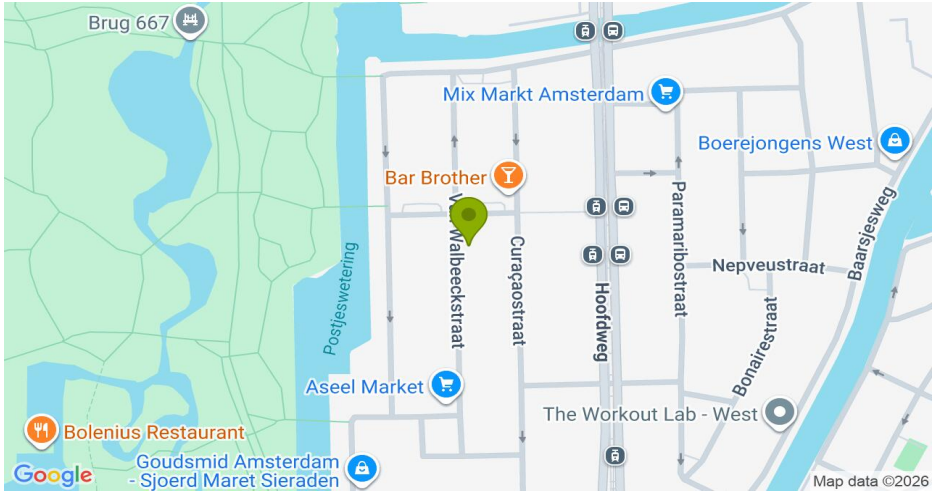 Brug 667
Mix Markt Amsterdam
Boerejongens West
Bar Brother
Walbeeckstraat
Curaçaostraat
Paramaribostraat
Baarsjesweg
Nepveustraat
Postjeswetering
Hoofdweg
Bonairestraat
Aseel Market
The Workout Lab - West
Bolenius Restaurant
Goudsmid Amsterdam
- Sjoerd Maret Sieraden
Google
Map data ©2026